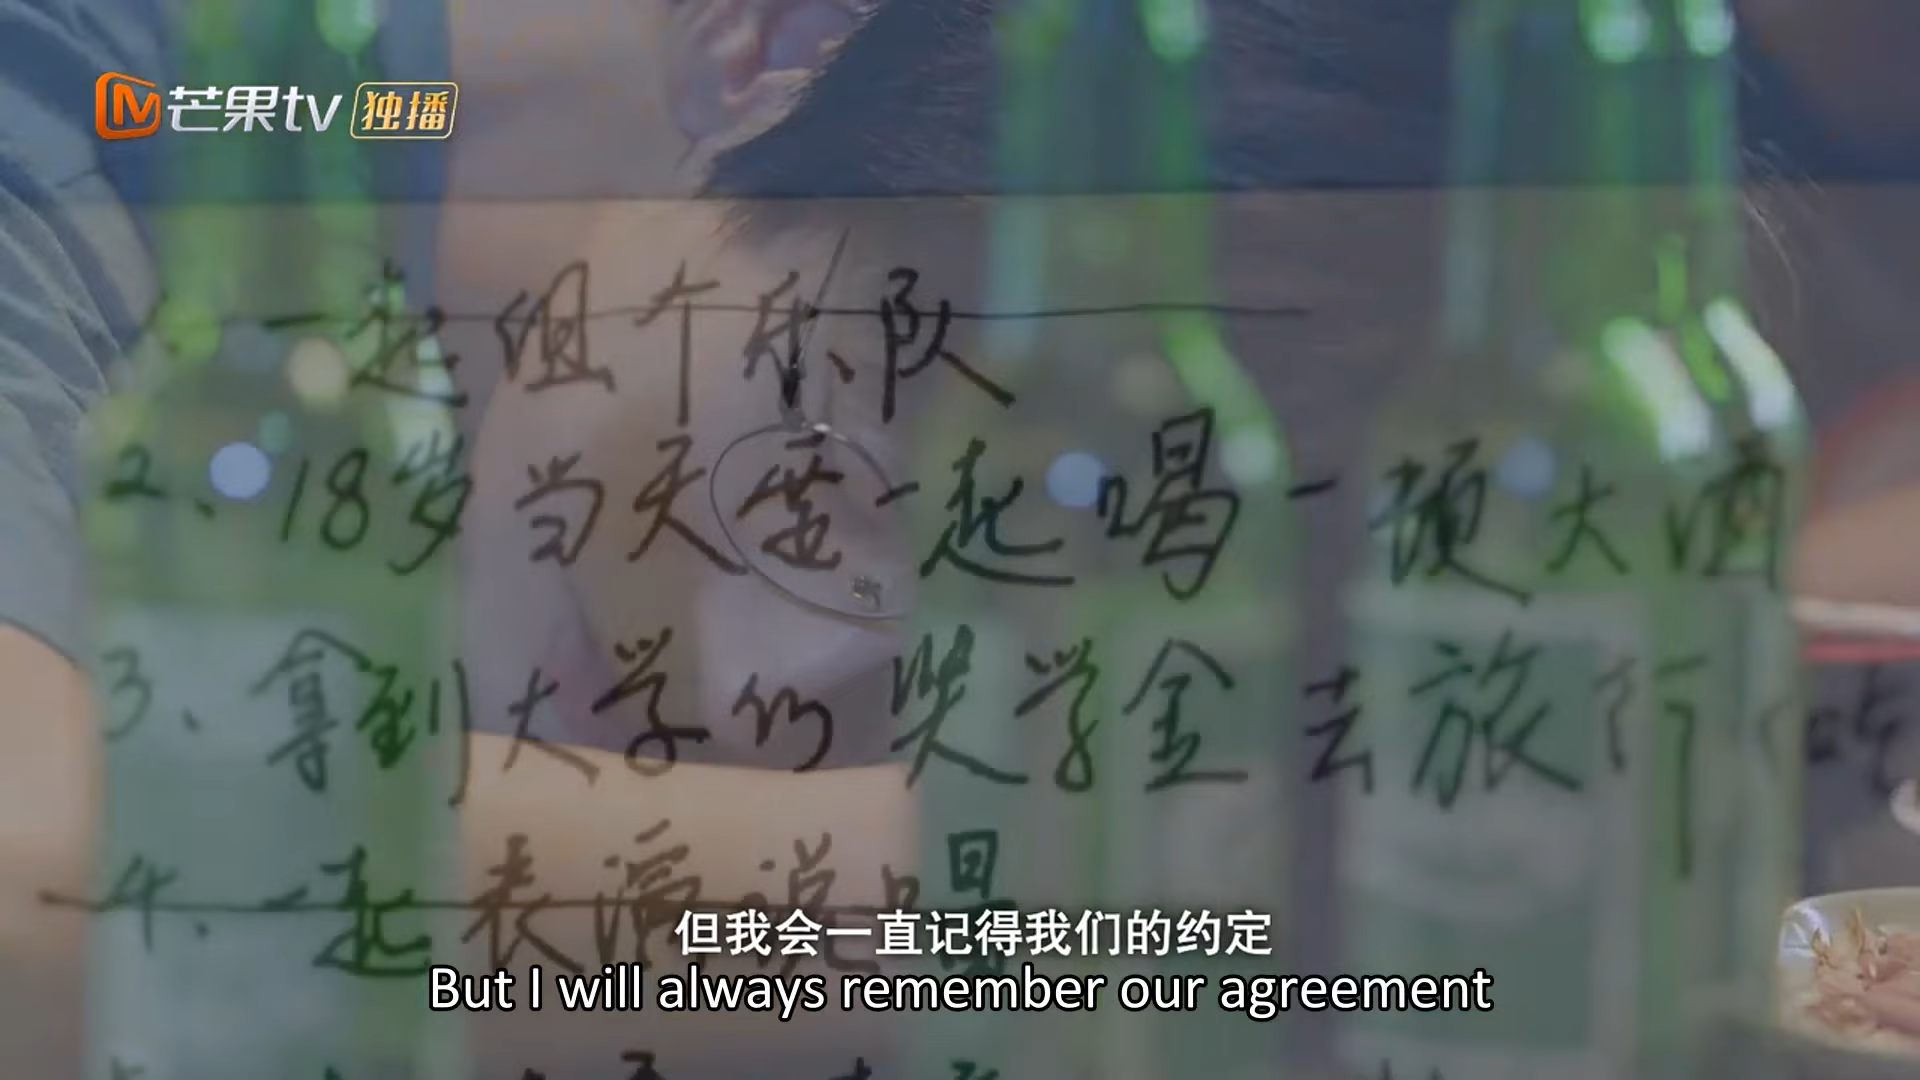 芒果tv 独播
一起组个乐队
2、18岁当天要一起喝一顿大酒
3、拿到大学的奖学金去旅行
4、一起表演说唱
但我会一直记得我们的约定
But I will always remember our agreement